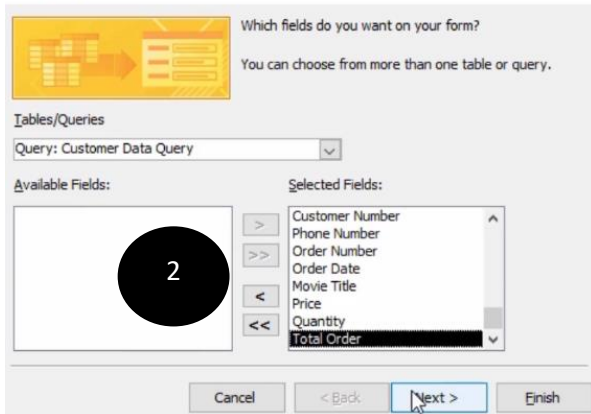 Which fields do you want on your form?
You can choose from more than one table or query.
Tables/Queries
Query: Customer Data Query
Available Fields:
Selected Fields:
2
>
>>
<
<<
Customer Number
Phone Number
Order Number
Order Date
Movie Title
Price
Quantity
Total Order
Cancel
< Back
Next >
Finish